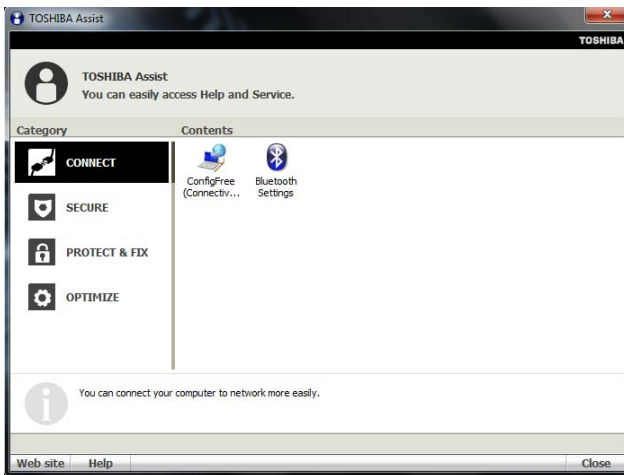 TOSHIBA Assist
TOSHIBA
TOSHIBA Assist
You can easily access Help and Service.
Category
Contents
CONNECT
SECURE
PROTECT & FIX
OPTIMIZE
ConfigFree
(Connectiv...
Bluetooth
Settings
You can connect your computer to network more easily.
Web site
Help
Close